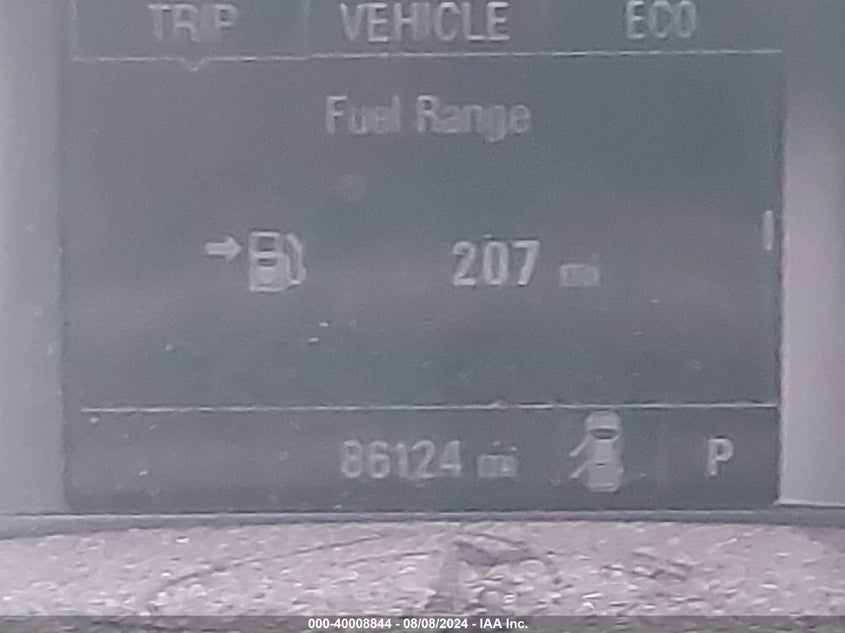 TRIP VEHICLE ECO
Fuel Range
207 mi
86124 mi P
000-40008844 - 08/08/2024 - IAA Inc.